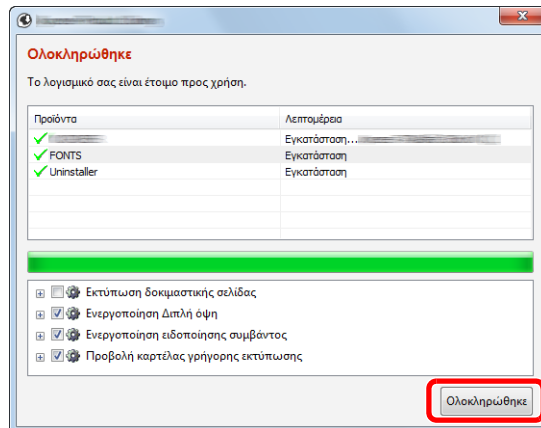 Ολοκληρώθηκε
Το λογισμικό σας είναι έτοιμο προς χρήση.
Προϊόντα Λεπτομέρεια
Εγκατάσταση...
FONTS Εγκατάσταση
Uninstaller Εγκατάσταση
Εκτύπωση δοκιμαστικής σελίδας
Ενεργοποίηση Διπλή όψη
Ενεργοποίηση ειδοποίησης συμβάντος
Προβολή καρτέλας γρήγορης εκτύπωσης
Ολοκληρώθηκε